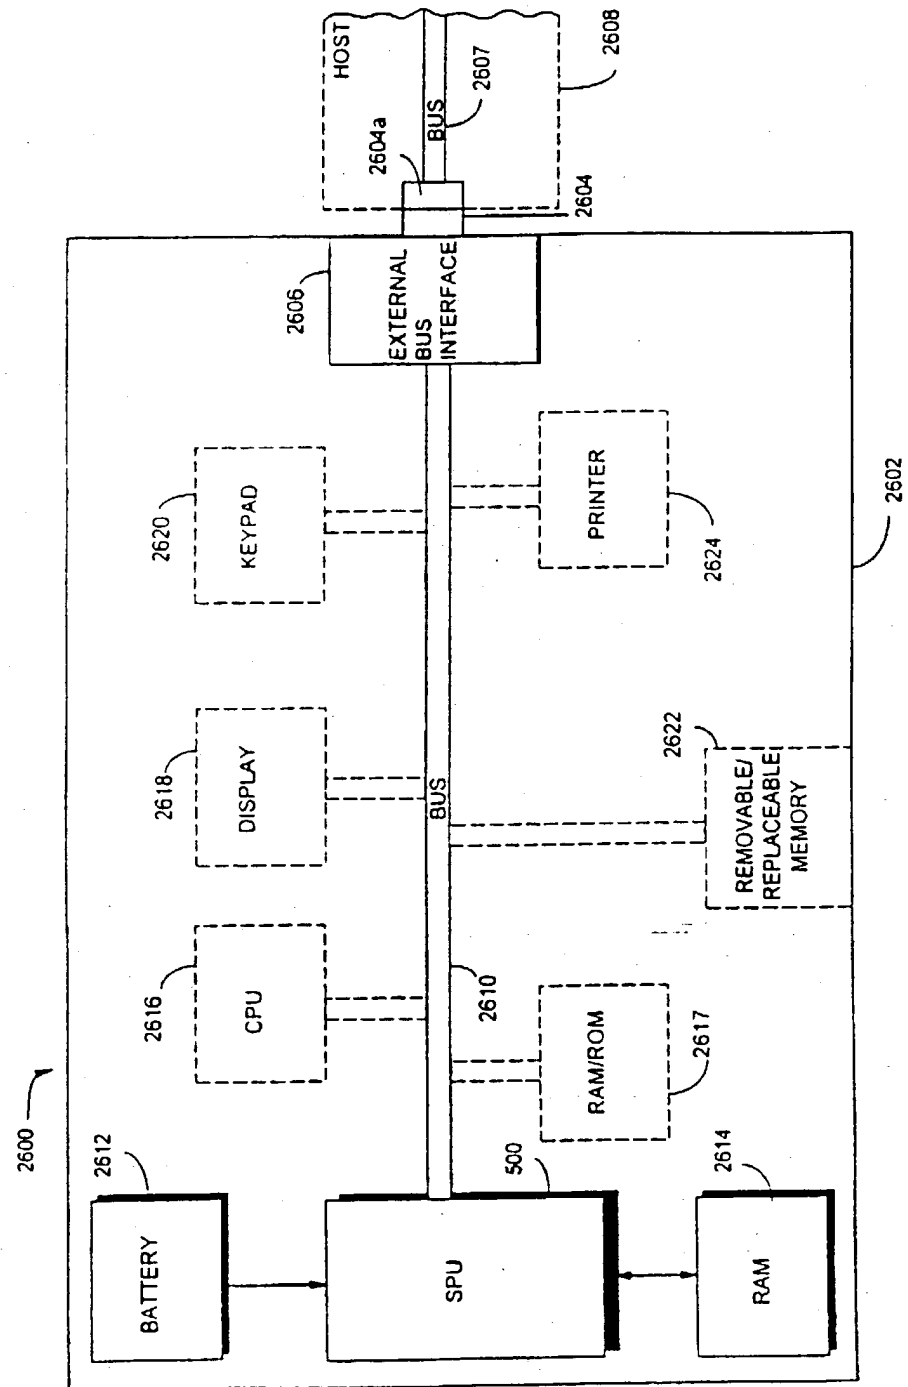 2600
2612
BATTERY
500
SPU
2614
RAM
2616
CPU
2618
DISPLAY
2620
KEYPAD
2610
BUS
2617
RAM/ROM
2622
REMOVABLE/
REPLACEABLE
MEMORY
2624
PRINTER
2602
2606
EXTERNAL
BUS
INTERFACE
2604
2604a
HOST
BUS
2607
2608